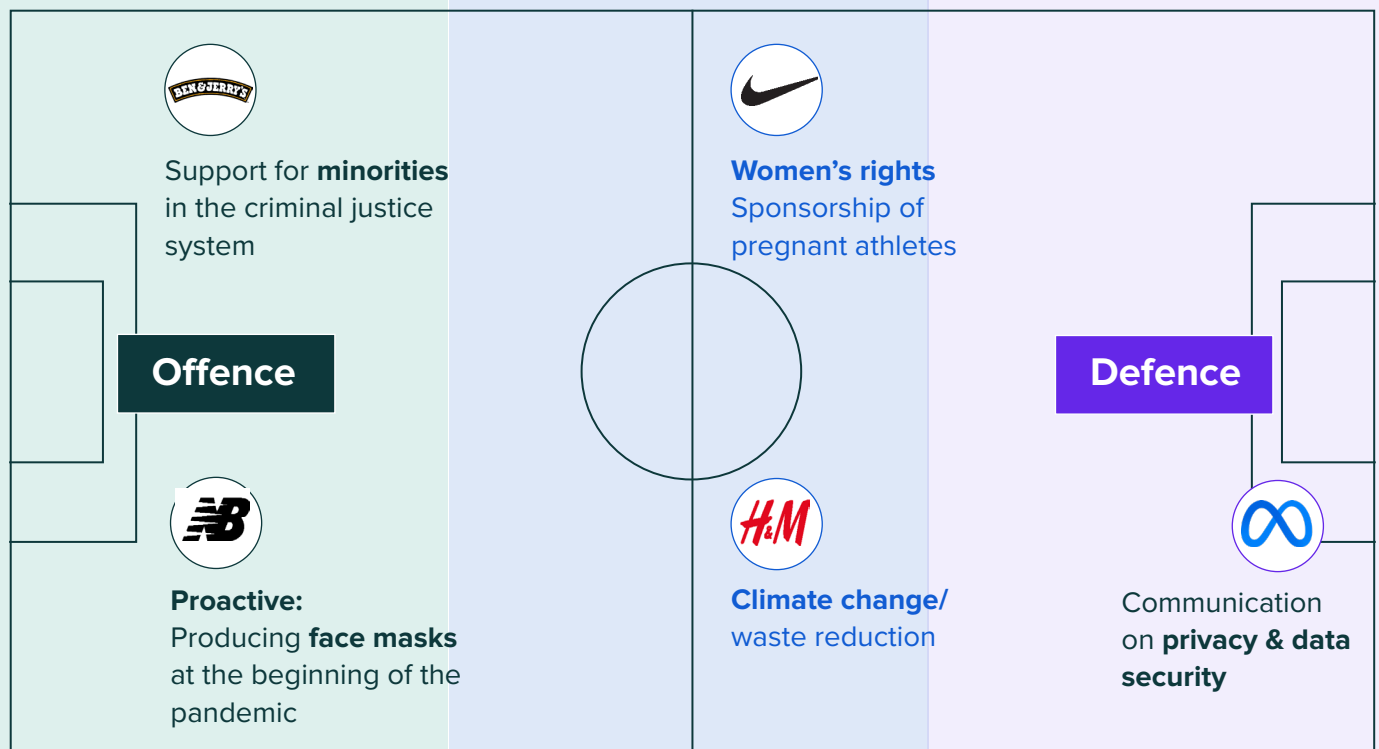 BEN & JERRY'S
Support for minorities
in the criminal justice
system
Women’s rights
Sponsorship of
pregnant athletes
Offence
Defence
NB
Proactive:
Producing face masks
at the beginning of the
pandemic
H&M
Climate change/
waste reduction
Communication
on privacy & data
security